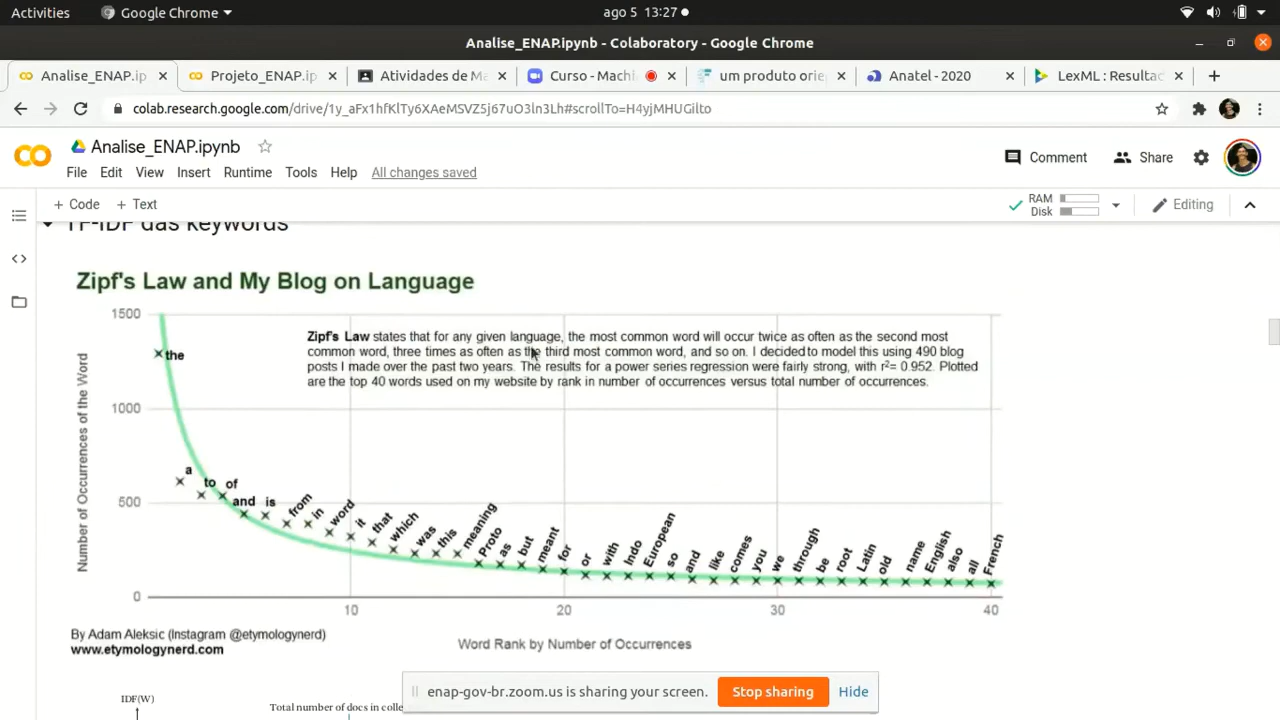 Activities
Google Chrome
ago 5 13:27
Analise_ENAP.ipynb - Colaboratory - Google Chrome
Analise_ENAP.ip
Projeto_ENAP.i
Atividades de M
Curso - Machi
um produto orie
Anatel - 2020
LexML : Resultac
colab.research.google.com/drive/1y_aFx1hfKlTy6XAeMSVZ5j67uO3ln3Lh#scrollTo=H4yjMHUGilto
Analise_ENAP.ipynb
Comment
Share
File Edit View Insert Runtime Tools Help All changes saved
+ Code + Text
RAM
Disk
Editing
TF-IDF das keywords
Zipf's Law and My Blog on Language
Zipf's Law states that for any given language, the most common word will occur twice as often as the second most
common word, three times as often as the third most common word, and so on. I decided to model this using 490 blog
posts I made over the past two years. The results for a power series regression were fairly strong, with r²= 0.952. Plotted
are the top 40 words used on my website by rank in number of occurrences versus total number of occurrences.
Number of Occurrences of the Word
1500
1000
500
0
the
a
to
of
and
is
from
in
word
it
that
which
was
this
meaning
Proto
as
but
meant
for
or
with
Indo
European
so
and
like
comes
you
we
through
be
root
Latin
old
name
English
also
all
French
10
20
30
40
Word Rank by Number of Occurrences
By Adam Aleksic (Instagram @etymologynerd)
www.etymologynerd.com
IDF(W)
Total number of docs in colle
enap-gov-br.zoom.us is sharing your screen.
Stop sharing
Hide